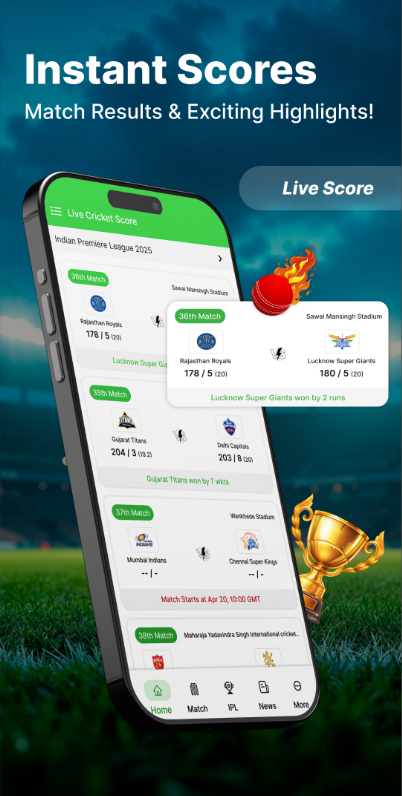 Instant Scores
Match Results & Exciting Highlights!
Live Score
Live Cricket Score
Indian Premiere League 2025
36th Match
Sawai Mansingh Stadium
Rajasthan Royals
178 / 5 (20)
Lucknow Super
36th Match
Sawai Mansingh Stadium
Rajasthan Royals
Lucknow Super Giants
178 / 5 (20)
180 / 5 (20)
Lucknow Super Giants won by 2 runs
35th Match
Gujarat Titans
Delhi Capitals
204 / 3 (19.2)
203 / 8 (20)
Gujarat Titans won by 7 wkts
37th Match
Wankhede Stadium
Mumbai Indians
Chennai Super Kings
-- / -
-- / -
Match Starts at Apr 20, 10:00 GMT
38th Match
Maharaja Yadavindra Singh International cricket..
Home
Match
IPL
News
More